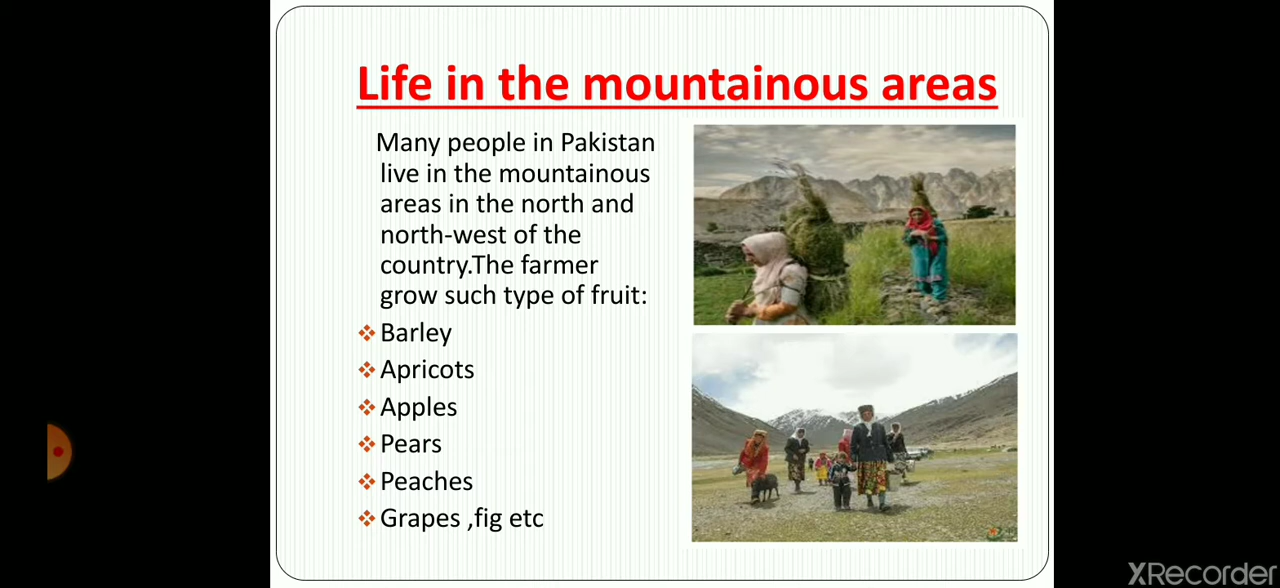 Life in the mountainous areas
Many people in Pakistan
live in the mountainous
areas in the north and
north-west of the
country.The farmer
grow such type of fruit:
Barley
Apricots
Apples
Pears
Peaches
Grapes ,fig etc
XRecorder